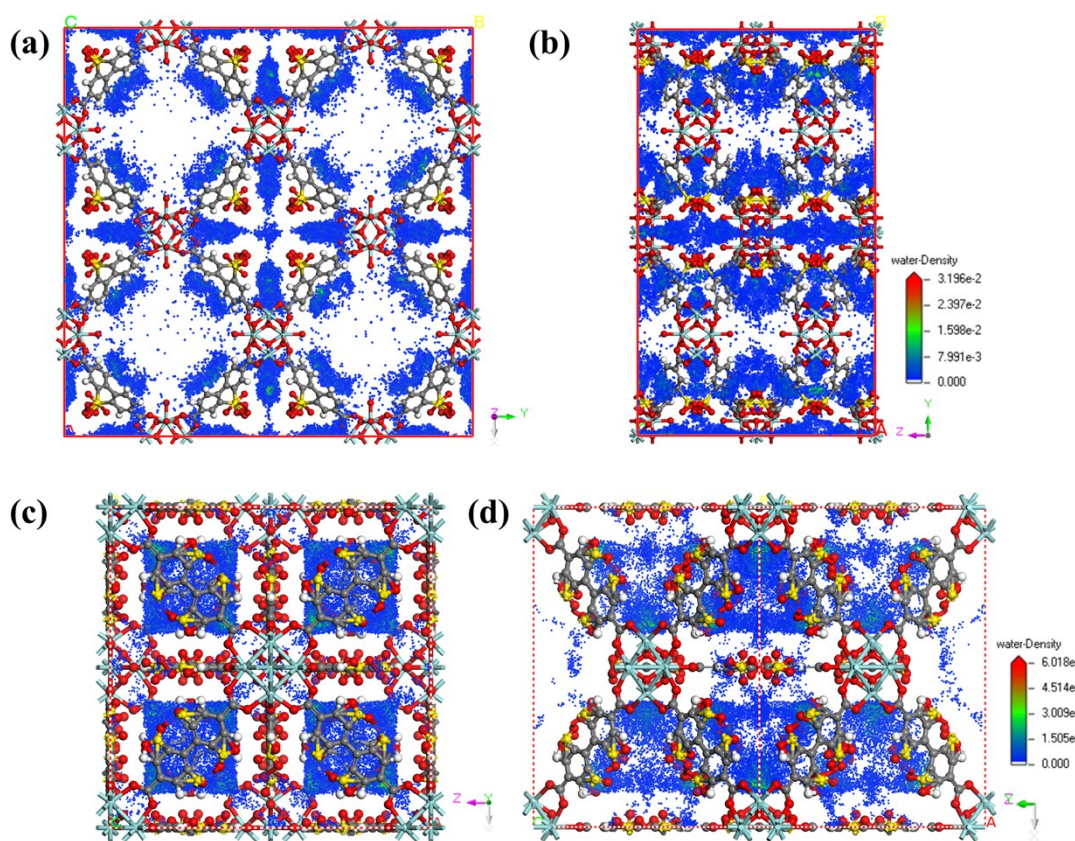 (a)
C
B
Z
Y
X
(b)
B
A
Y
Z
water-Density
3.196e-2
2.397e-2
1.598e-2
7.991e-3
0.000
(c)
Z
Y
X
(d)
A
water-Density
6.018e
4.514e
3.009e
1.505e
0.000